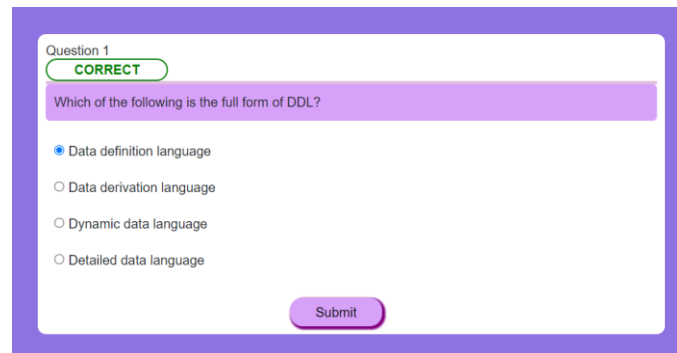 Question 1
CORRECT
Which of the following is the full form of DDL?
Data definition language
Data derivation language
Dynamic data language
Detailed data language
Submit